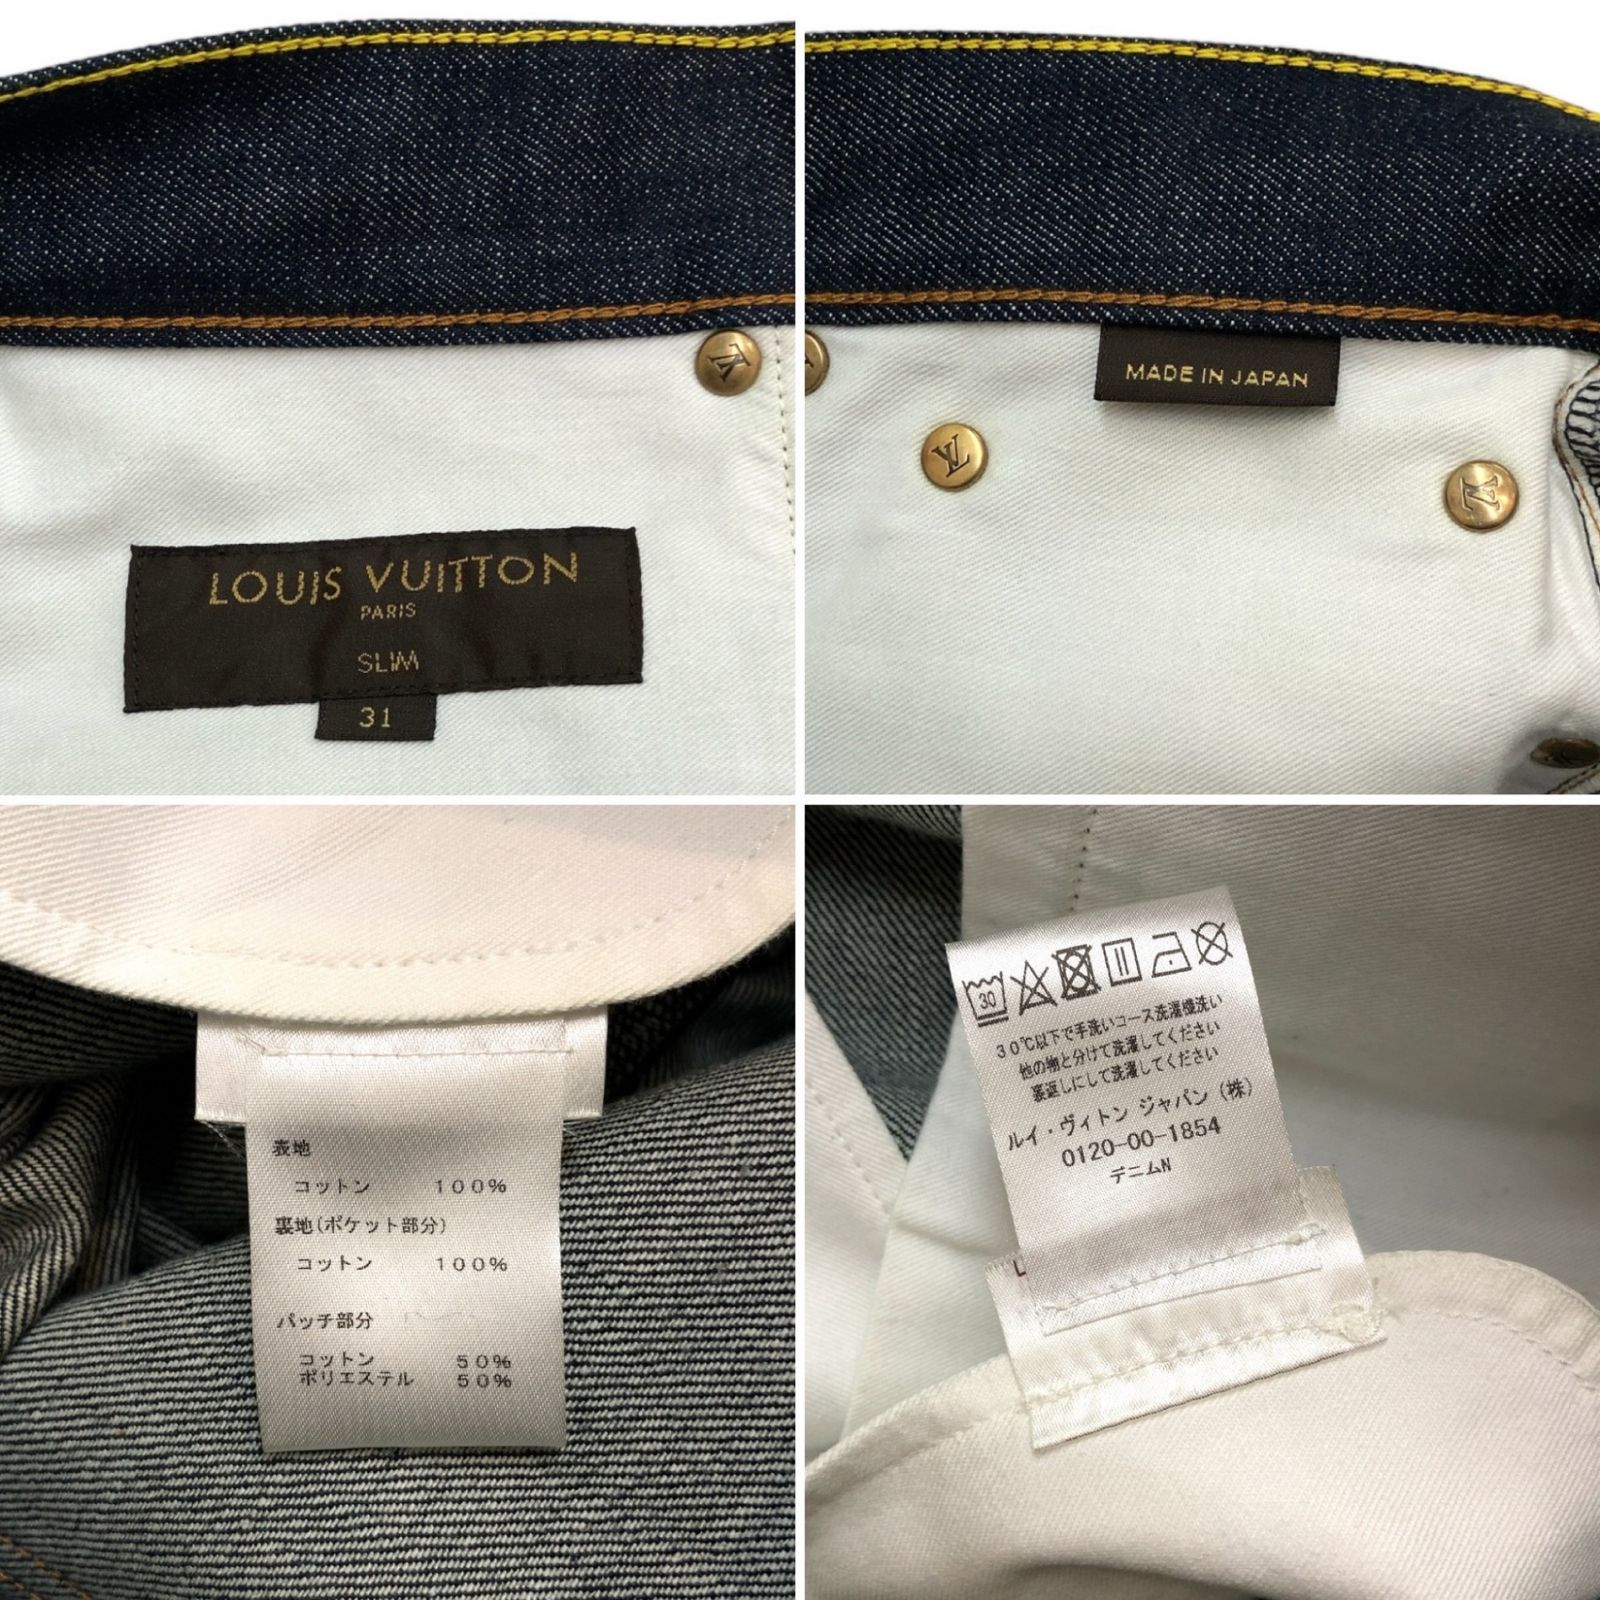 LOUIS VUITTON
PARIS
SLIM
31
LV
MADE IN JAPAN
LV
LV
表地
コットン 100%
裏地(ポケット部分)
コットン 100%
パッチ部分
コットン 50%
ポリエステル 50%
30
30℃以下で手洗いコース洗濯機洗い
他の物と分けて洗濯してください
裏返しにして洗濯してください
ルイ・ヴィトン ジャパン(株)
0120-00-1854
デニムN
L